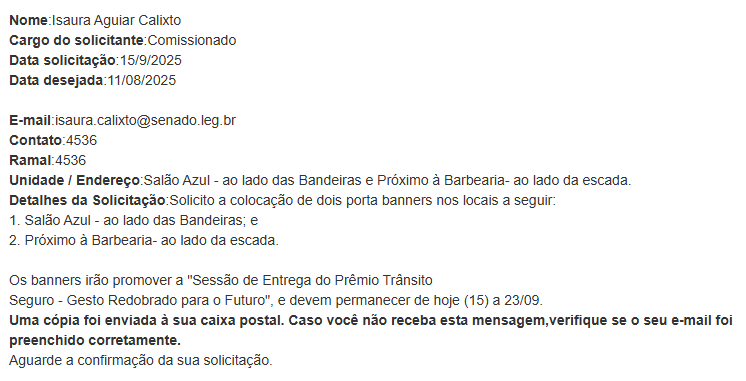 Nome:Isaura Aguiar Calixto
Cargo do solicitante:Comissionado
Data solicitação:15/9/2025
Data desejada:11/08/2025
E-mail:isaura.calixto@senado.leg.br
Contato:4536
Ramal:4536
Unidade / Endereço:Salão Azul - ao lado das Bandeiras e Próximo à Barbearia- ao lado da escada.
Detalhes da Solicitação:Solicito a colocação de dois porta banners nos locais a seguir:
1. Salão Azul - ao lado das Bandeiras; e
2. Próximo à Barbearia- ao lado da escada.
Os banners irão promover a "Sessão de Entrega do Prêmio Trânsito
Seguro - Gesto Redobrado para o Futuro", e devem permanecer de hoje (15) a 23/09.
Uma cópia foi enviada à sua caixa postal. Caso você não receba esta mensagem,verifique se o seu e-mail foi
preenchido corretamente.
Aguarde a confirmação da sua solicitação.